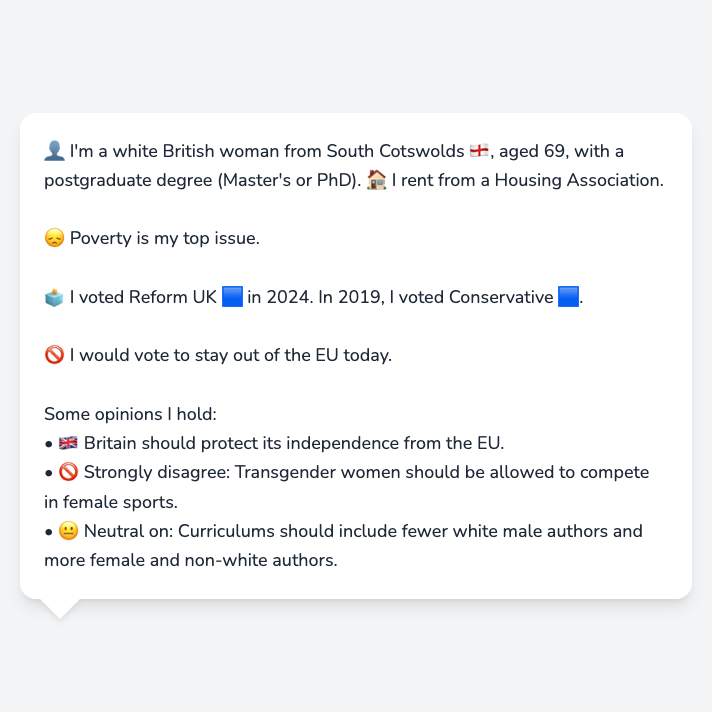 👤 I'm a white British woman from South Cotswolds 🏴󠁧󠁢󠁥󠁮󠁧󠁿, aged 69, with a
postgraduate degree (Master's or PhD). 🏠 I rent from a Housing Association.
😞 Poverty is my top issue.
🗳️ I voted Reform UK 🟦 in 2024. In 2019, I voted Conservative 🟦.
🚫 I would vote to stay out of the EU today.
Some opinions I hold:
• 🇬🇧 Britain should protect its independence from the EU.
• 🚫 Strongly disagree: Transgender women should be allowed to compete
in female sports.
• 😐 Neutral on: Curriculums should include fewer white male authors and
more female and non-white authors.